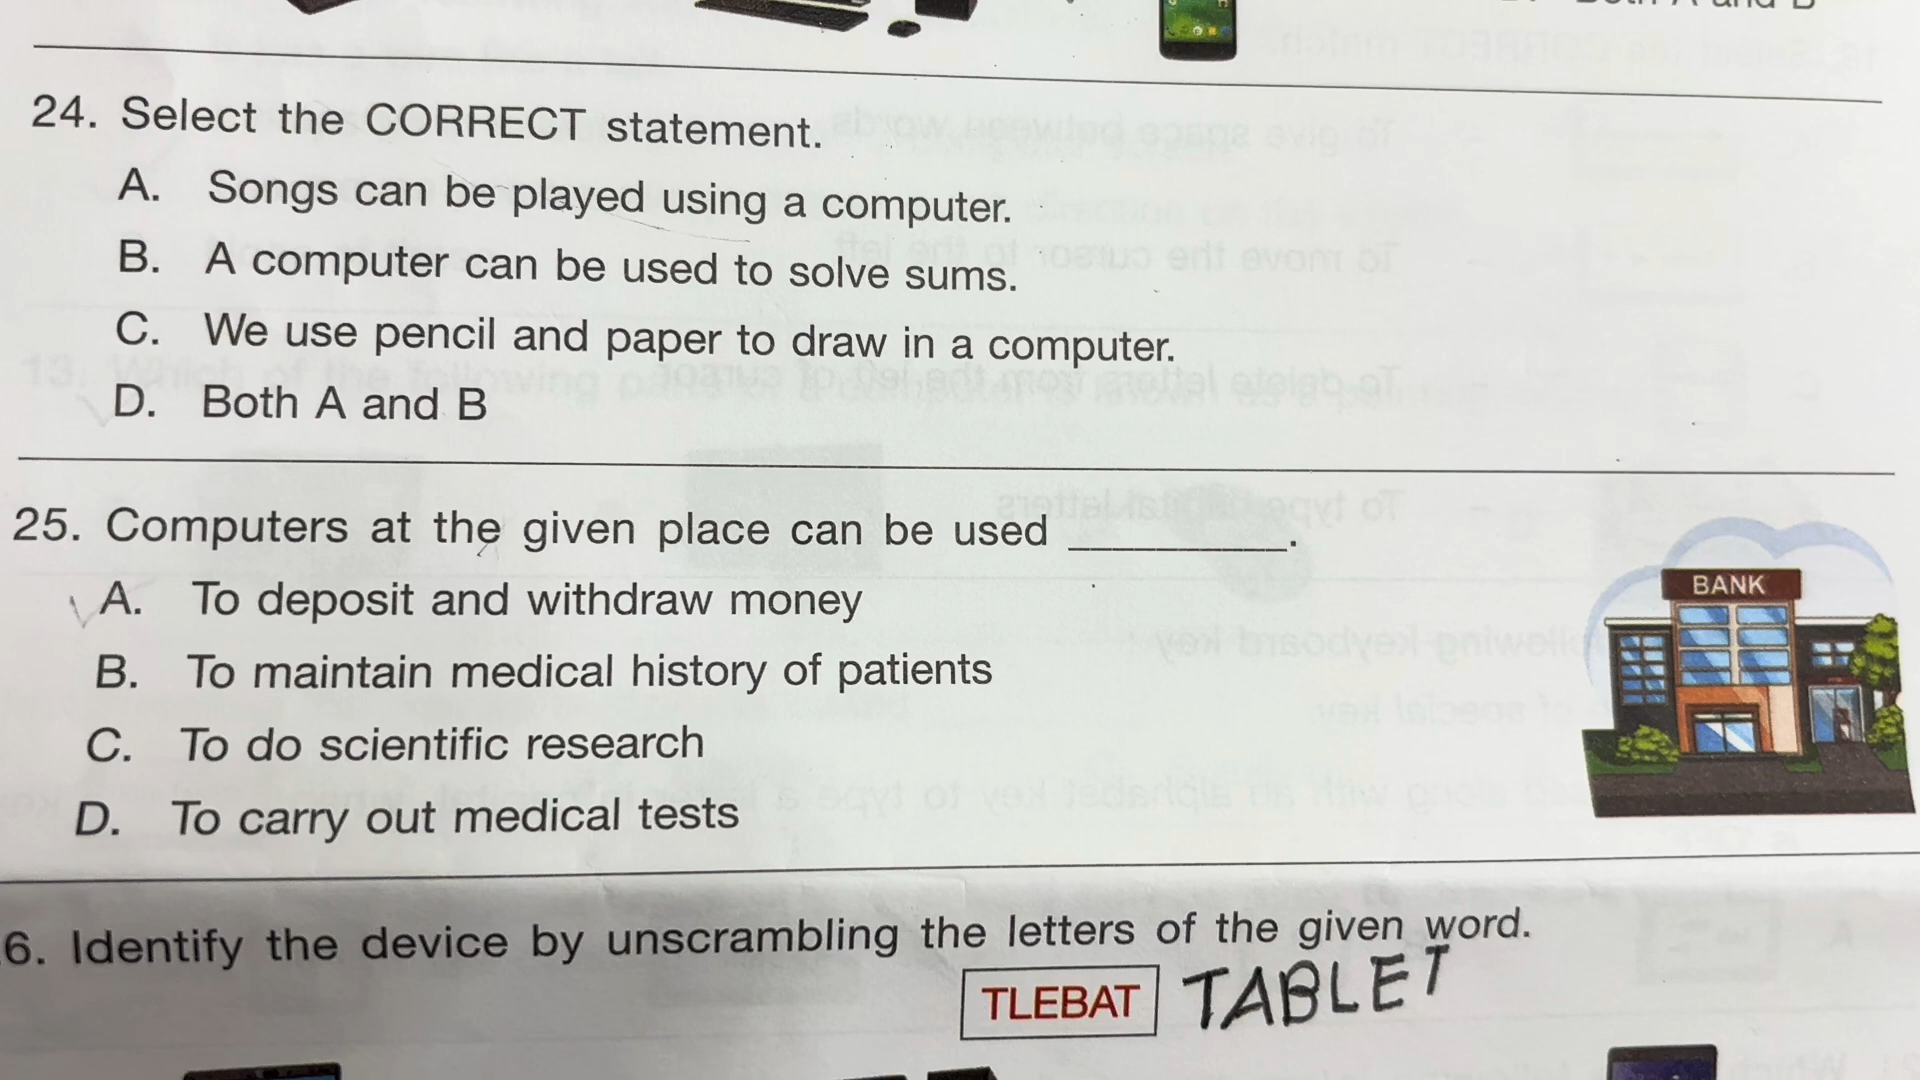 Both A and B
24. Select the CORRECT statement.
A. Songs can be played using a computer.
B. A computer can be used to solve sums.
C. We use pencil and paper to draw in a computer.
D. Both A and B
25. Computers at the given place can be used ________.
BANK
A. To deposit and withdraw money
B. To maintain medical history of patients
C. To do scientific research
D. To carry out medical tests
6. Identify the device by unscrambling the letters of the given word.
TLEBAT TABLET